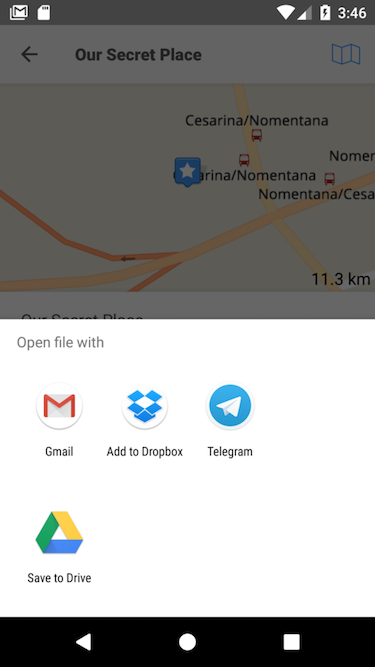 3:46
Our Secret Place
Cesarina/Nomentana
Nomen
arina/Nomentana
Nomentana/Cesa
11.3 km
Our Secret Place
Open file with
Gmail
Add to Dropbox
Telegram
Save to Drive